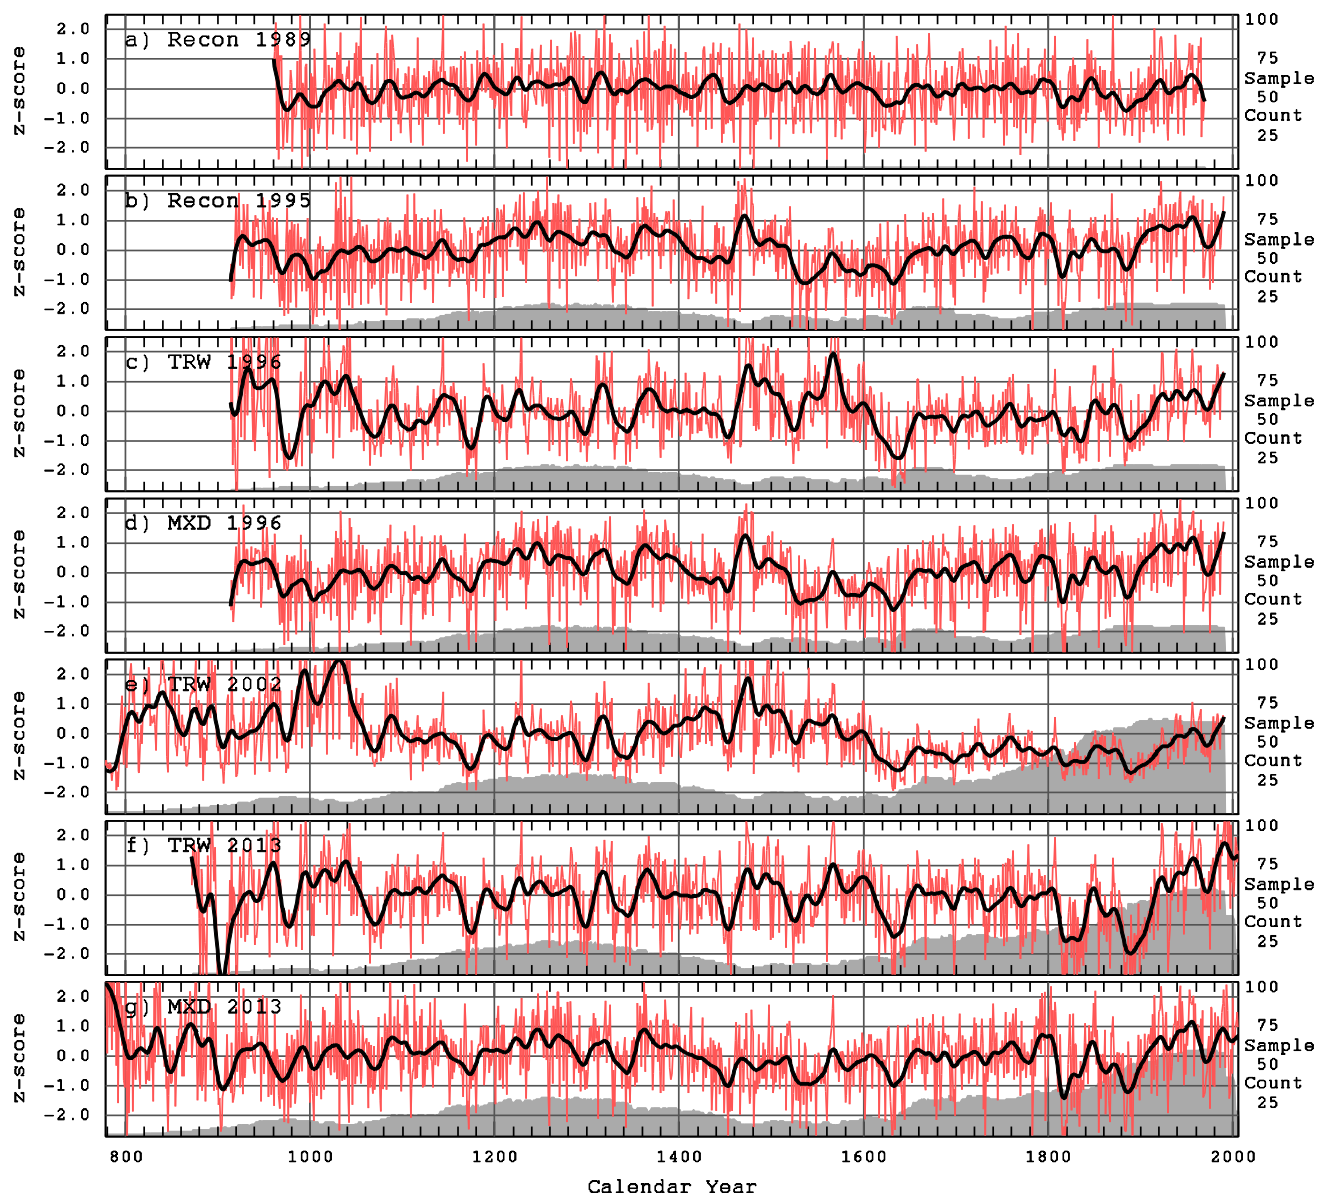 a) Recon 1989
2.0
1.0
0.0
-1.0
-2.0
z-score
100
75
Sample
50
Count
25
b) Recon 1995
2.0
1.0
0.0
-1.0
-2.0
z-score
100
75
Sample
50
Count
25
c) TRW 1996
2.0
1.0
0.0
-1.0
-2.0
z-score
100
75
Sample
50
Count
25
d) MXD 1996
2.0
1.0
0.0
-1.0
-2.0
z-score
100
75
Sample
50
Count
25
e) TRW 2002
2.0
1.0
0.0
-1.0
-2.0
z-score
100
75
Sample
50
Count
25
f) TRW 2013
2.0
1.0
0.0
-1.0
-2.0
z-score
100
75
Sample
50
Count
25
g) MXD 2013
2.0
1.0
0.0
-1.0
-2.0
z-score
100
75
Sample
50
Count
25
800 1000 1200 1400 1600 1800 2000
Calendar Year